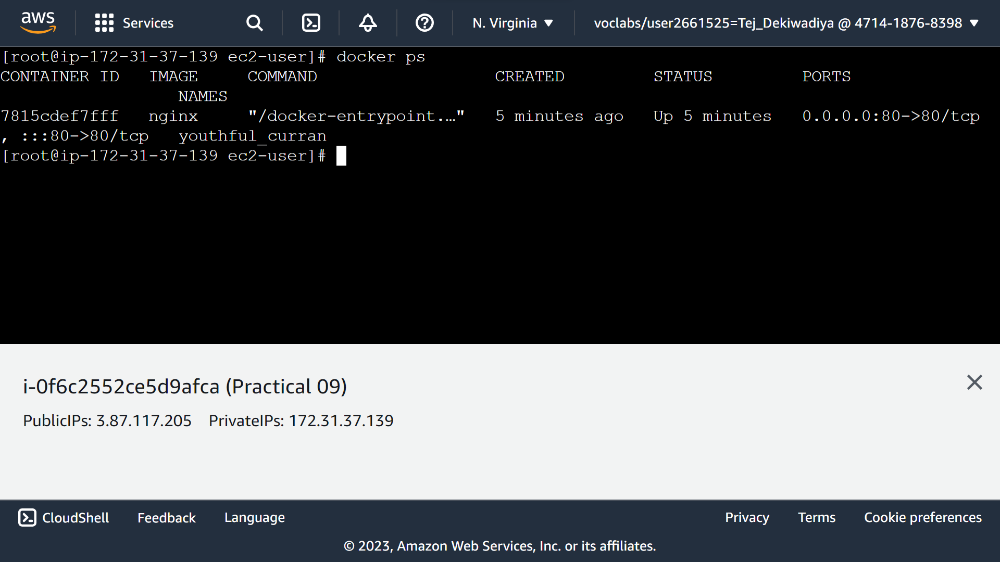 aws Services N. Virginia voclabs/user2661525=Tej_Dekiwadiya @ 4714-1876-8398
[root@ip-172-31-37-139 ec2-user]# docker ps
CONTAINER ID   IMAGE     COMMAND                  CREATED         STATUS         PORTS
                  NAMES
7815cdef7fff   nginx     "/docker-entrypoint.…"   5 minutes ago   Up 5 minutes   0.0.0.0:80->80/tcp
, :::80->80/tcp   youthful_curran
[root@ip-172-31-37-139 ec2-user]#
i-0f6c2552ce5d9afca (Practical 09)
PublicIPs: 3.87.117.205 PrivateIPs: 172.31.37.139
CloudShell Feedback Language Privacy Terms Cookie preferences
© 2023, Amazon Web Services, Inc. or its affiliates.